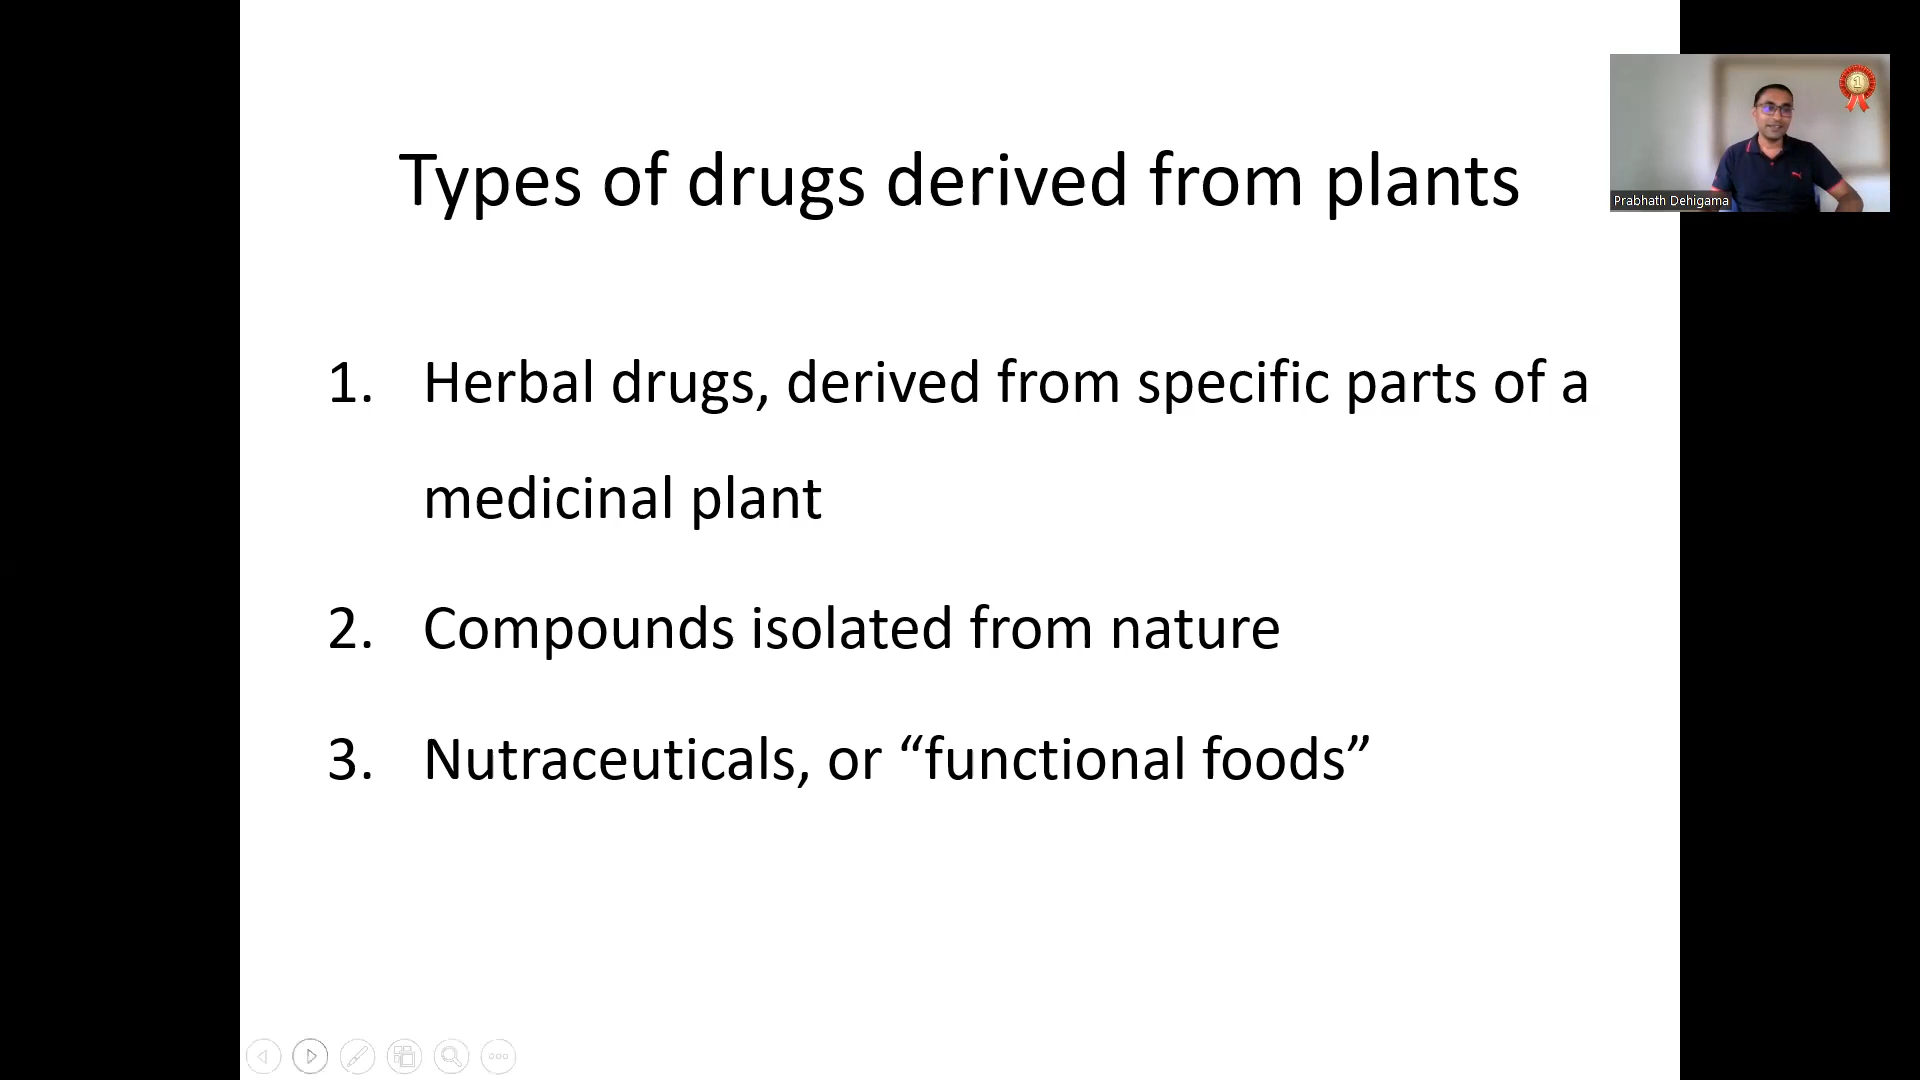 Types of drugs derived from plants
Prabhath Dehigama
1. Herbal drugs, derived from specific parts of a
medicinal plant
2. Compounds isolated from nature
3. Nutraceuticals, or “functional foods”
1